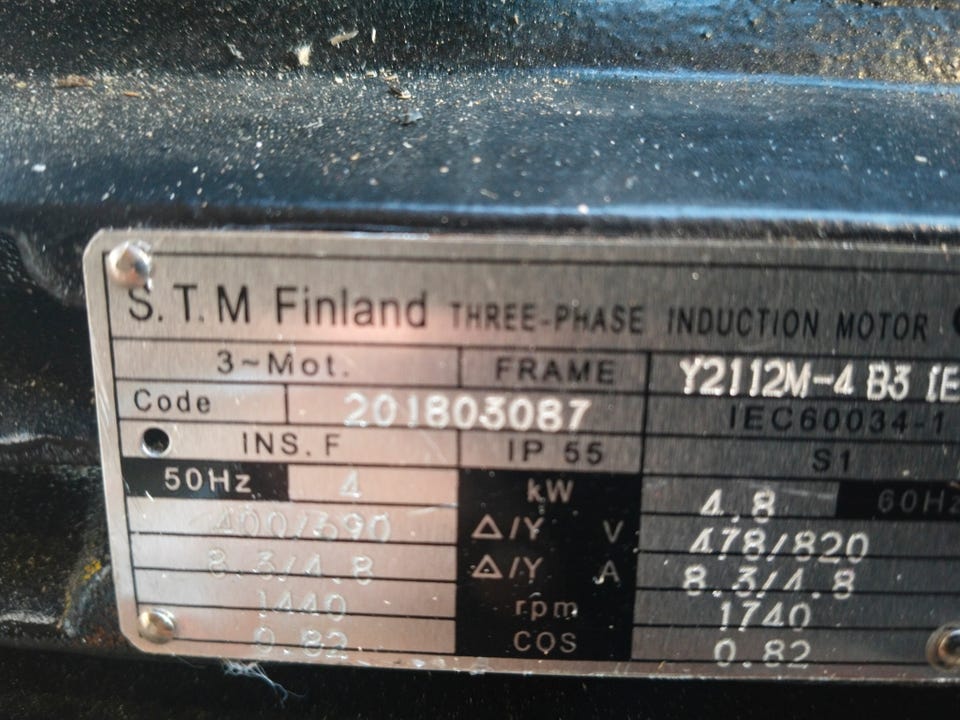 S.T.M Finland THREE-PHASE INDUCTION MOTOR
3~Mot. FRAME Y2112M-4 B3 IE
Code 201803087 IEC60034-1
INS.F IP 55 S1
50Hz 4 kW 4.8 60Hz
400/690 △/Y V 478/820
8.3/4.8 △/Y A 8.3/4.8
1440 rpm 1740
0.82 COS 0.82